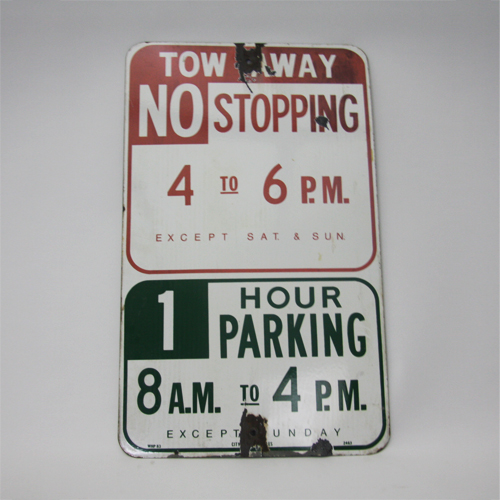 TOW AWAY
NO STOPPING
4 TO 6 P.M.
EXCEPT SAT. & SUN.
1 HOUR
PARKING
8 A.M. TO 4 P.M.
EXCEPT SUNDAY